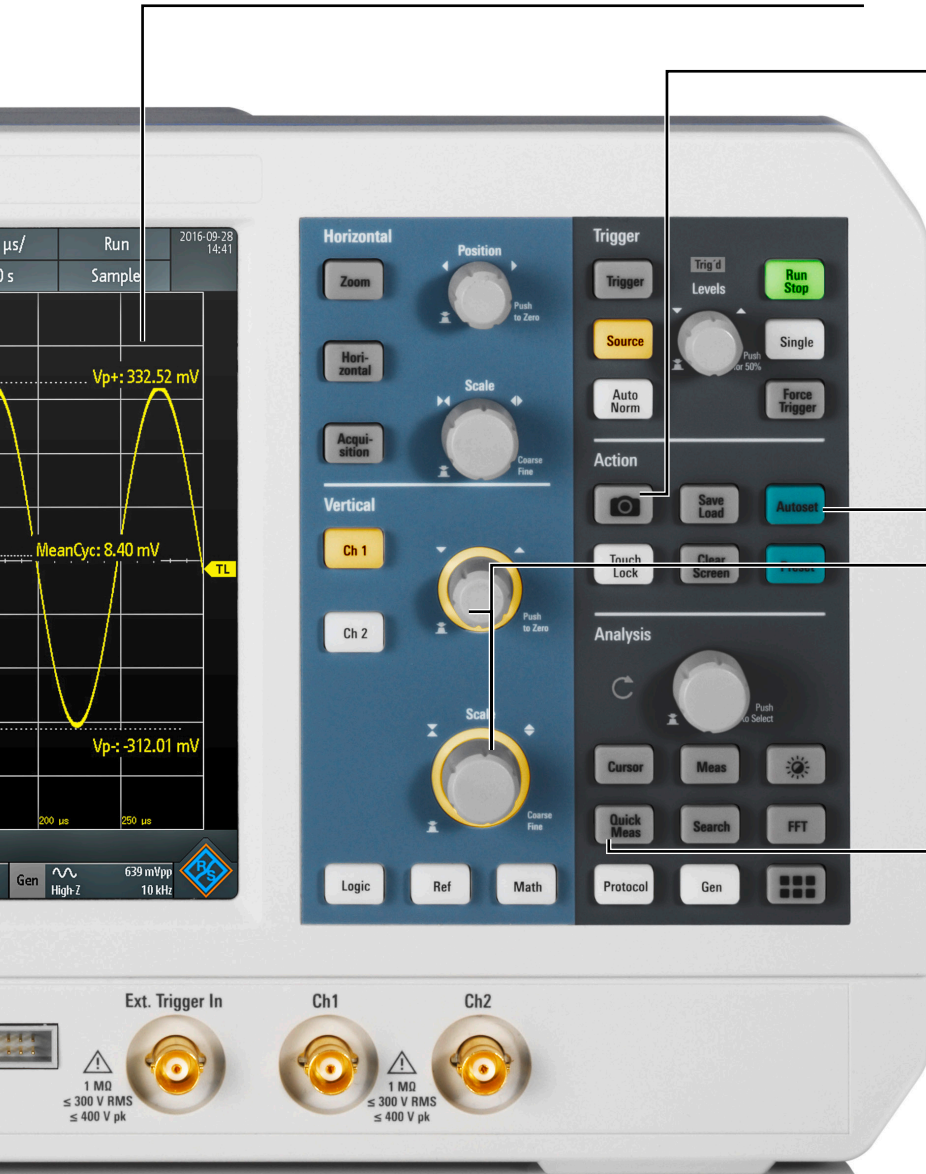 µs/
Run
2016-09-28
14:41
0 s
Sample
Vp+: 332.52 mV
MeanCyc: 8.40 mV
TL
Vp-: -312.01 mV
200 µs
250 µs
Gen
High-Z
639 mVpp
10 kHz
R
S
Horizontal
Position
Zoom
Push
to Zero
Hori-
zontal
Scale
Acqui-
sition
Coarse
Fine
Vertical
Ch 1
Push
to Zero
Ch 2
Scale
Coarse
Fine
Logic
Ref
Math
Trigger
Trigger
Trig'd
Levels
Run
Stop
Source
Single
Push
for 50%
Auto
Norm
Force
Trigger
Action
Save
Load
Autoset
Touch
Lock
Clear
Screen
Preset
Analysis
Push
to Select
Cursor
Meas
Quick
Meas
Search
FFT
Protocol
Gen
Ext. Trigger In
Ch1
Ch2
1 MΩ
≤ 300 V RMS
≤ 400 V pk
1 MΩ
≤ 300 V RMS
≤ 400 V pk